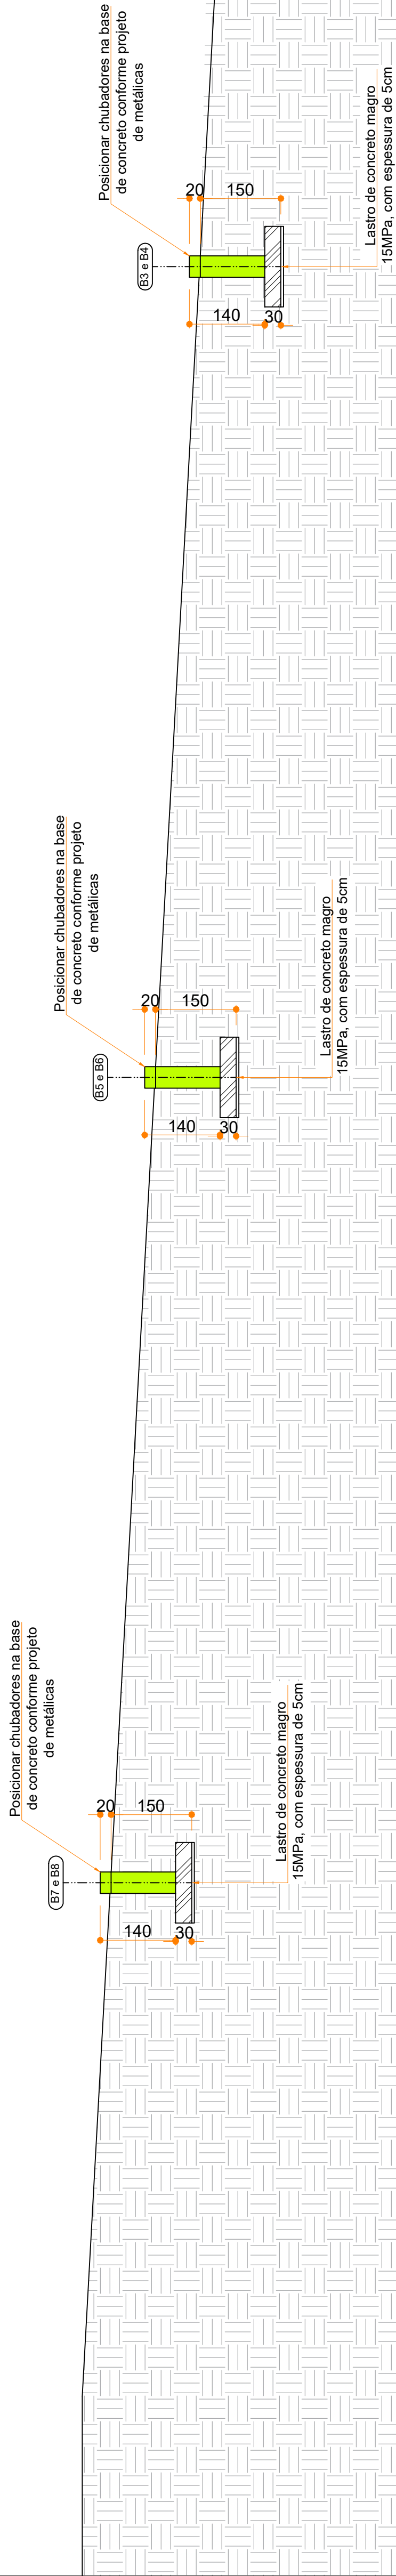 Posicionar chubadores na base
de concreto conforme projeto
de metálicas
B7 e B8
20
150
140
30
Lastro de concreto magro
15MPa, com espessura de 5cm
Posicionar chubadores na base
de concreto conforme projeto
de metálicas
B5 e B6
20
150
140
30
Lastro de concreto magro
15MPa, com espessura de 5cm
Posicionar chubadores na base
de concreto conforme projeto
de metálicas
B3 e B4
20
150
140
30
Lastro de concreto magro
15MPa, com espessura de 5cm